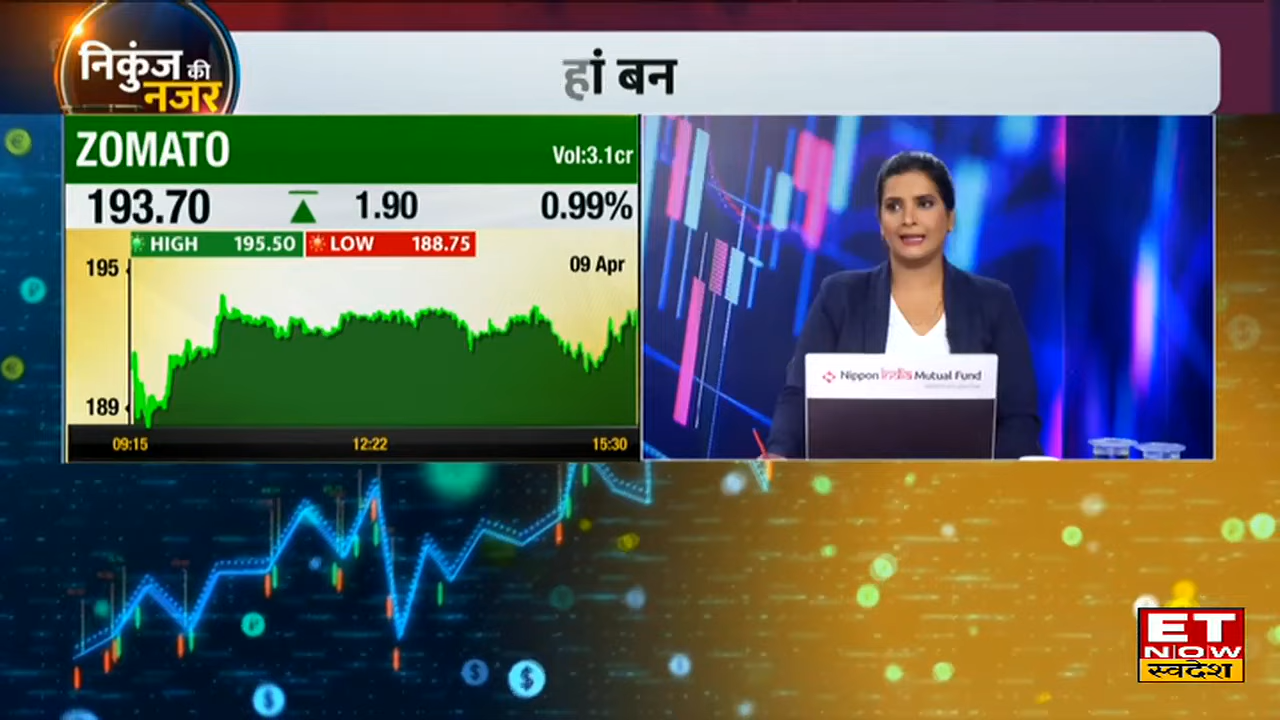 निकुंज की
नजर
हां बन
ZOMATO
Vol:3.1cr
193.70 1.90 0.99%
HIGH 195.50 LOW 188.75
195
09 Apr
189
09:15 12:22 15:30
Nippon India Mutual Fund
ET
NOW
स्वदेश